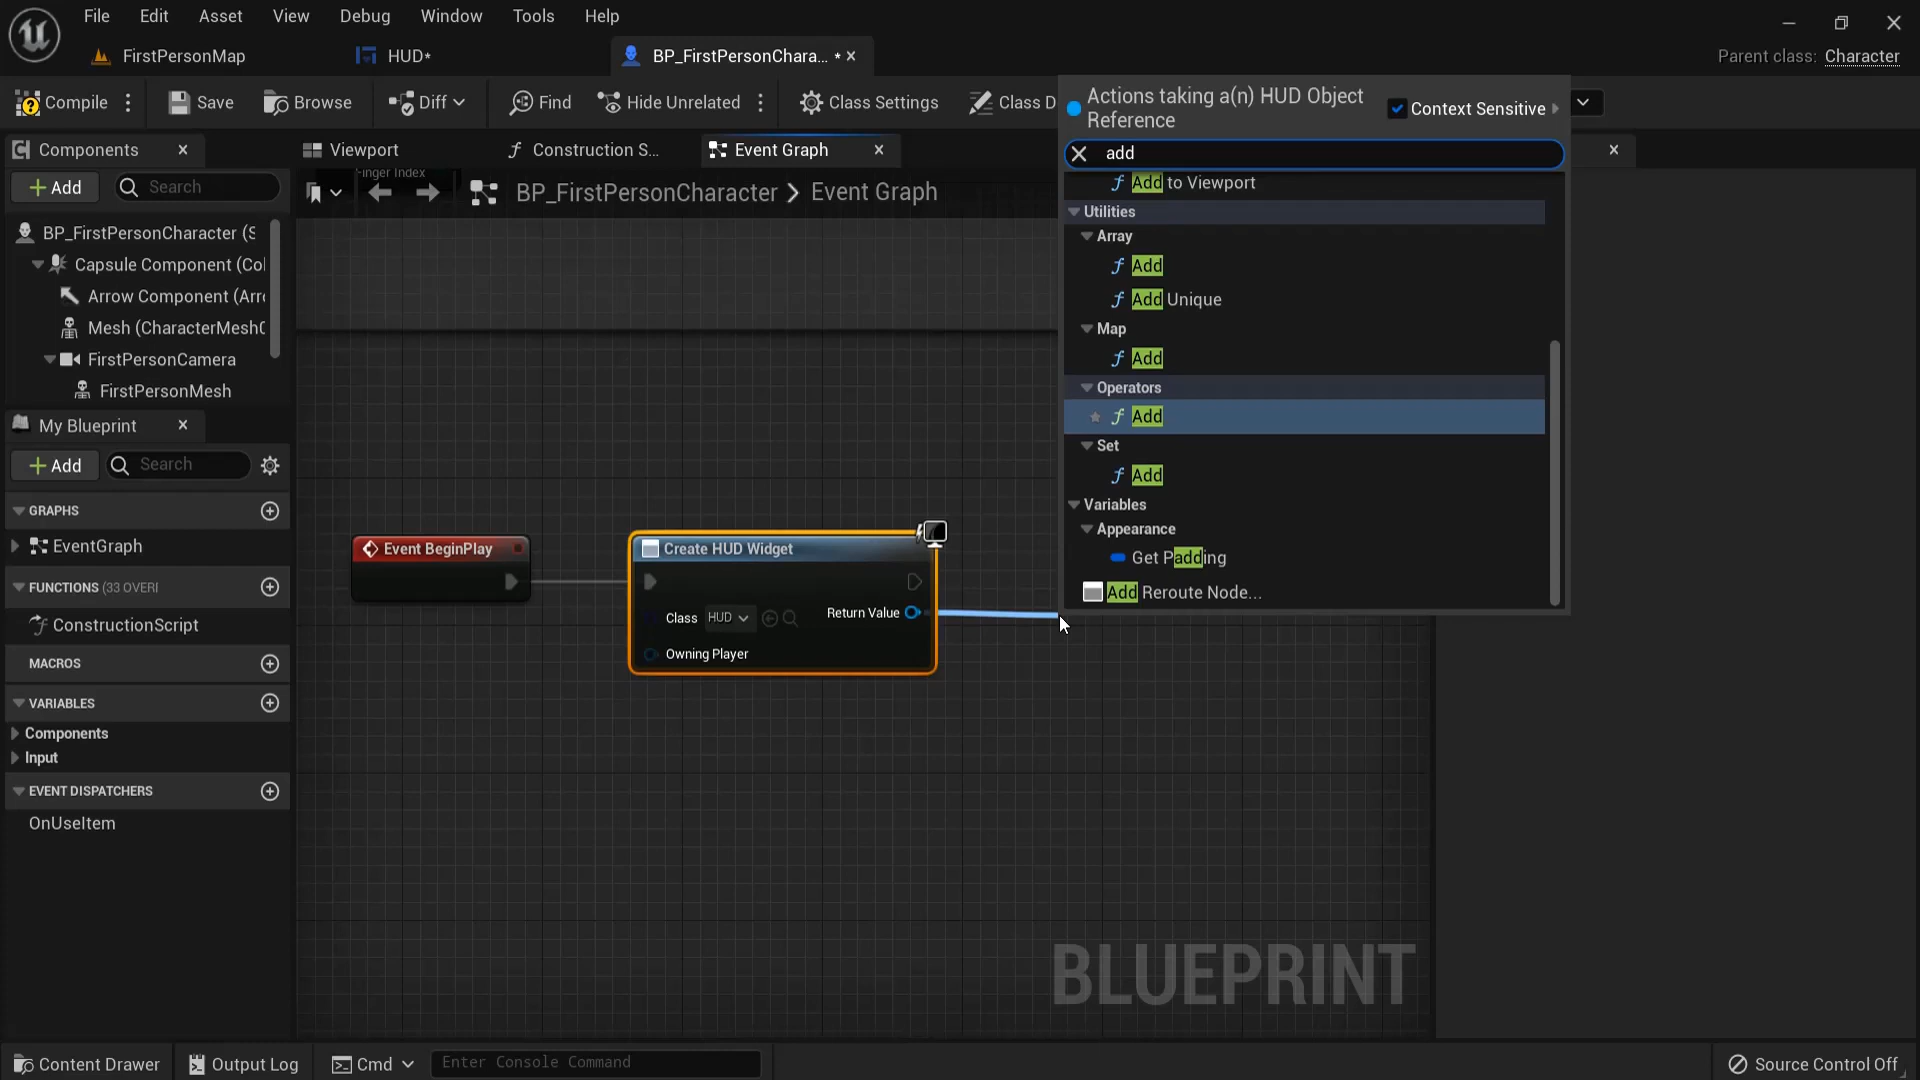 File Edit Asset View Debug Window Tools Help
FirstPersonMap HUD* BP_FirstPersonChara... * Parent class: Character
Compile Save Browse Diff Find Hide Unrelated Class Settings Class D
Components Viewport Construction S... Event Graph
+ Add Search Finger Index BP_FirstPersonCharacter > Event Graph
BP_FirstPersonCharacter (S
Capsule Component (Col
Arrow Component (Arro
Mesh (CharacterMesh0
FirstPersonCamera
FirstPersonMesh
My Blueprint
+ Add Search
GRAPHS
EventGraph
FUNCTIONS (33 OVERI
ConstructionScript
MACROS
VARIABLES
Components
Input
EVENT DISPATCHERS
OnUseItem
Event BeginPlay
Create HUD Widget
Class HUD Return Value
Owning Player
Actions taking a(n) HUD Object
Reference
Context Sensitive
add
Add to Viewport
Utilities
Array
Add
Add Unique
Map
Add
Operators
Add
Set
Add
Variables
Appearance
Get Padding
Add Reroute Node...
BLUEPRINT
Content Drawer Output Log Cmd Enter Console Command Source Control Off